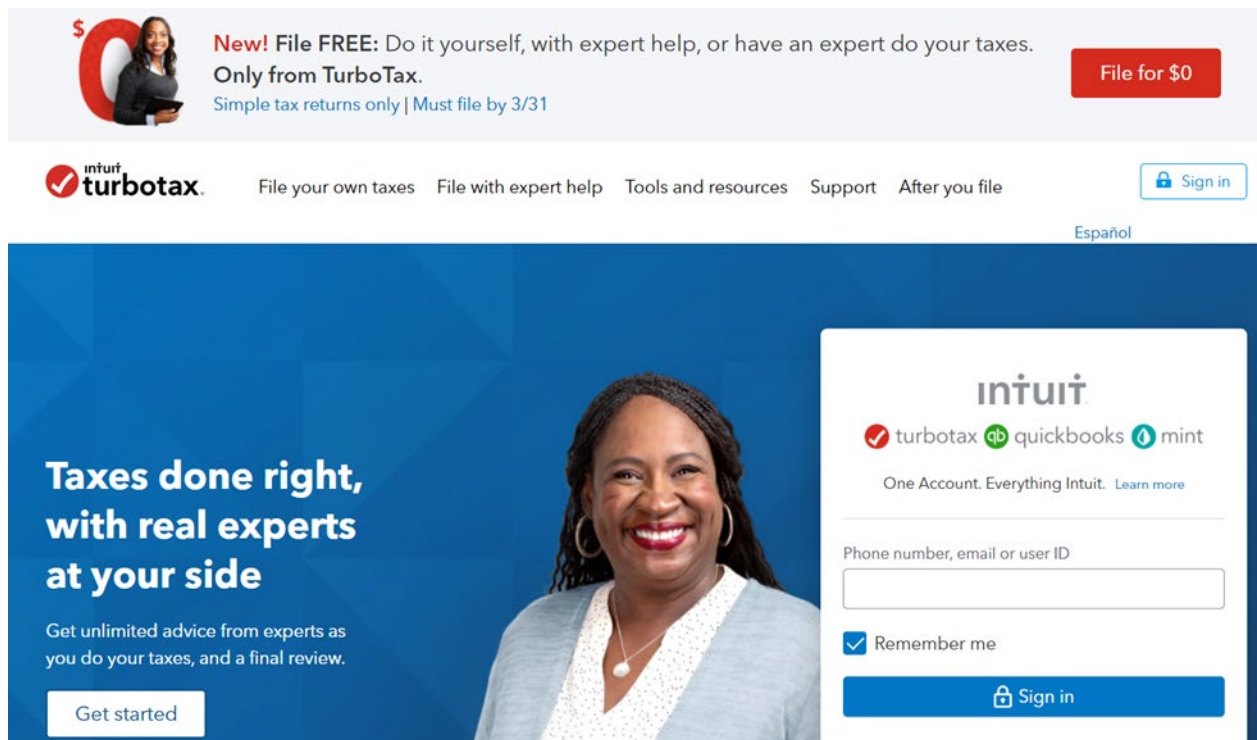 $0
New! File FREE: Do it yourself, with expert help, or have an expert do your taxes.
Only from TurboTax.
Simple tax returns only | Must file by 3/31
File for $0
intuit
turbotax.
File your own taxes File with expert help Tools and resources Support After you file
Sign in
Español
Taxes done right,
with real experts
at your side
Get unlimited advice from experts as
you do your taxes, and a final review.
Get started
intuit
turbotax qb quickbooks mint
One Account. Everything Intuit. Learn more
Phone number, email or user ID
Remember me
Sign in